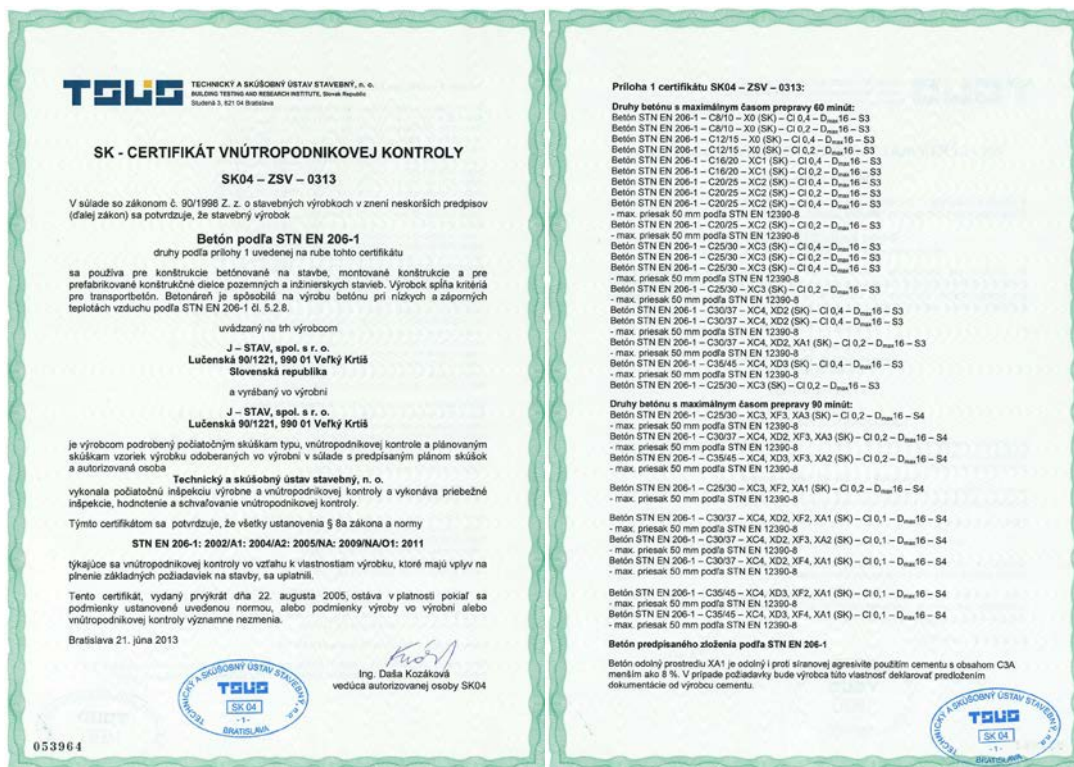 TSUS
TECHNICKÝ A SKÚŠOBNÝ ÚSTAV STAVEBNÝ, n. o.
BUILDING TESTING AND RESEARCH INSTITUTE, Slovak Republic
Studená 3, 821 04 Bratislava
SK - CERTIFIKÁT VNÚTROPODNIKOVEJ KONTROLY
SK04 – ZSV – 0313
V súlade so zákonom č. 90/1998 Z. z. o stavebných výrobkoch v znení neskorších predpisov
(ďalej zákon) sa potvrdzuje, že stavebný výrobok
Betón podľa STN EN 206-1
druhy podľa prílohy 1 uvedenej na rube tohto certifikátu
sa používa pre konštrukcie betónované na stavbe, montované konštrukcie a pre
prefabrikované konštrukčné dielce pozemných a inžinierskych stavieb. Výrobok spĺňa kritériá
pre transportbetón. Betonáreň je spôsobilá na výrobu betónu pri nízkych a záporných
teplotách vzduchu podľa STN EN 206-1 čl. 5.2.8.
uvádzaný na trh výrobcom
J – STAV, spol. s r. o.
Lučenská 90/1221, 990 01 Veľký Krtíš
Slovenská republika
a vyrábaný vo výrobni
J – STAV, spol. s r. o.
Lučenská 90/1221, 990 01 Veľký Krtíš
je výrobcom podrobený počiatočným skúškam typu, vnútropodnikovej kontrole a plánovaným
skúškam vzoriek výrobku odoberaných vo výrobni v súlade s predpísaným plánom skúšok
a autorizovaná osoba
Technický a skúšobný ústav stavebný, n. o.
vykonala počiatočnú inšpekciu výrobne a vnútropodnikovej kontroly a vykonáva priebežné
inšpekcie, hodnotenie a schvaľovanie vnútropodnikovej kontroly.
Týmto certifikátom sa potvrdzuje, že všetky ustanovenia § 8a zákona a normy
STN EN 206-1: 2002/A1: 2004/A2: 2005/NA: 2009/NA/O1: 2011
týkajúce sa vnútropodnikovej kontroly vo vzťahu k vlastnostiam výrobku, ktoré majú vplyv na
plnenie základných požiadaviek na stavby, sa uplatnili.
Tento certifikát, vydaný prvýkrát dňa 22. augusta 2005, ostáva v platnosti pokiaľ sa
podmienky ustanovené uvedenou normou, alebo podmienky výroby vo výrobni alebo
vnútropodnikovej kontroly významne nezmenia.
Bratislava 21. júna 2013
Ing. Daša Kozáková
vedúca autorizovanej osoby SK04
TECHNICKÝ A SKÚŠOBNÝ ÚSTAV STAVEBNÝ, n.o.
TSUS
SK 04
- 1 -
BRATISLAVA
053964
Príloha 1 certifikátu SK04 – ZSV – 0313:
Druhy betónu s maximálnym časom prepravy 60 minút:
Betón STN EN 206-1 – C8/10 – X0 (SK) – Cl 0,4 – Dmax16 – S3
Betón STN EN 206-1 – C8/10 – X0 (SK) – Cl 0,2 – Dmax16 – S3
Betón STN EN 206-1 – C12/15 – X0 (SK) – Cl 0,4 – Dmax16 – S3
Betón STN EN 206-1 – C12/15 – X0 (SK) – Cl 0,2 – Dmax16 – S3
Betón STN EN 206-1 – C16/20 – XC1 (SK) – Cl 0,4 – Dmax16 – S3
Betón STN EN 206-1 – C16/20 – XC1 (SK) – Cl 0,2 – Dmax16 – S3
Betón STN EN 206-1 – C20/25 – XC2 (SK) – Cl 0,4 – Dmax16 – S3
Betón STN EN 206-1 – C20/25 – XC2 (SK) – Cl 0,2 – Dmax16 – S3
Betón STN EN 206-1 – C20/25 – XC2 (SK) – Cl 0,4 – Dmax16 – S3
- max. priesak 50 mm podľa STN EN 12390-8
Betón STN EN 206-1 – C20/25 – XC2 (SK) – Cl 0,2 – Dmax16 – S3
- max. priesak 50 mm podľa STN EN 12390-8
Betón STN EN 206-1 – C25/30 – XC3 (SK) – Cl 0,4 – Dmax16 – S3
Betón STN EN 206-1 – C25/30 – XC3 (SK) – Cl 0,2 – Dmax16 – S3
Betón STN EN 206-1 – C25/30 – XC3 (SK) – Cl 0,4 – Dmax16 – S3
- max. priesak 50 mm podľa STN EN 12390-8
Betón STN EN 206-1 – C25/30 – XC3 (SK) – Cl 0,2 – Dmax16 – S3
- max. priesak 50 mm podľa STN EN 12390-8
Betón STN EN 206-1 – C30/37 – XC4, XD2 (SK) – Cl 0,4 – Dmax16 – S3
Betón STN EN 206-1 – C30/37 – XC4, XD2 (SK) – Cl 0,4 – Dmax16 – S3
- max. priesak 50 mm podľa STN EN 12390-8
Betón STN EN 206-1 – C30/37 – XC4, XD2, XA1 (SK) – Cl 0,2 – Dmax16 – S3
- max. priesak 50 mm podľa STN EN 12390-8
Betón STN EN 206-1 – C35/45 – XC4, XD3 (SK) – Cl 0,4 – Dmax16 – S3
- max. priesak 50 mm podľa STN EN 12390-8
Betón STN EN 206-1 – C25/30 – XC3 (SK) – Cl 0,2 – Dmax16 – S3
Druhy betónu s maximálnym časom prepravy 90 minút:
Betón STN EN 206-1 – C25/30 – XC3, XF3, XA3 (SK) – Cl 0,2 – Dmax16 – S4
- max. priesak 50 mm podľa STN EN 12390-8
Betón STN EN 206-1 – C30/37 – XC4, XD2, XF3, XA3 (SK) – Cl 0,2 – Dmax16 – S4
- max. priesak 50 mm podľa STN EN 12390-8
Betón STN EN 206-1 – C35/45 – XC4, XD3, XF3, XA2 (SK) – Cl 0,2 – Dmax16 – S4
- max. priesak 50 mm podľa STN EN 12390-8
Betón STN EN 206-1 – C25/30 – XC3, XF2, XA1 (SK) – Cl 0,2 – Dmax16 – S4
- max. priesak 50 mm podľa STN EN 12390-8
Betón STN EN 206-1 – C30/37 – XC4, XD2, XF2, XA1 (SK) – Cl 0,1 – Dmax16 – S4
- max. priesak 50 mm podľa STN EN 12390-8
Betón STN EN 206-1 – C30/37 – XC4, XD2, XF3, XA2 (SK) – Cl 0,1 – Dmax16 – S4
- max. priesak 50 mm podľa STN EN 12390-8
Betón STN EN 206-1 – C30/37 – XC4, XD2, XF4, XA1 (SK) – Cl 0,1 – Dmax16 – S4
- max. priesak 50 mm podľa STN EN 12390-8
Betón STN EN 206-1 – C35/45 – XC4, XD3, XF2, XA1 (SK) – Cl 0,1 – Dmax16 – S4
- max. priesak 50 mm podľa STN EN 12390-8
Betón STN EN 206-1 – C35/45 – XC4, XD3, XF4, XA1 (SK) – Cl 0,1 – Dmax16 – S4
- max. priesak 50 mm podľa STN EN 12390-8
Betón predpísaného zloženia podľa STN EN 206-1
Betón odolný prostrediu XA1 je odolný i proti síranovej agresivite použitím cementu s obsahom C3A
menším ako 8 %. V prípade požiadavky bude výrobca túto vlastnosť deklarovať predložením
dokumentácie od výrobcu cementu.
TECHNICKÝ A SKÚŠOBNÝ ÚSTAV STAVEBNÝ, n.o.
TSUS
SK 04
- 1 -
BRATISLAVA